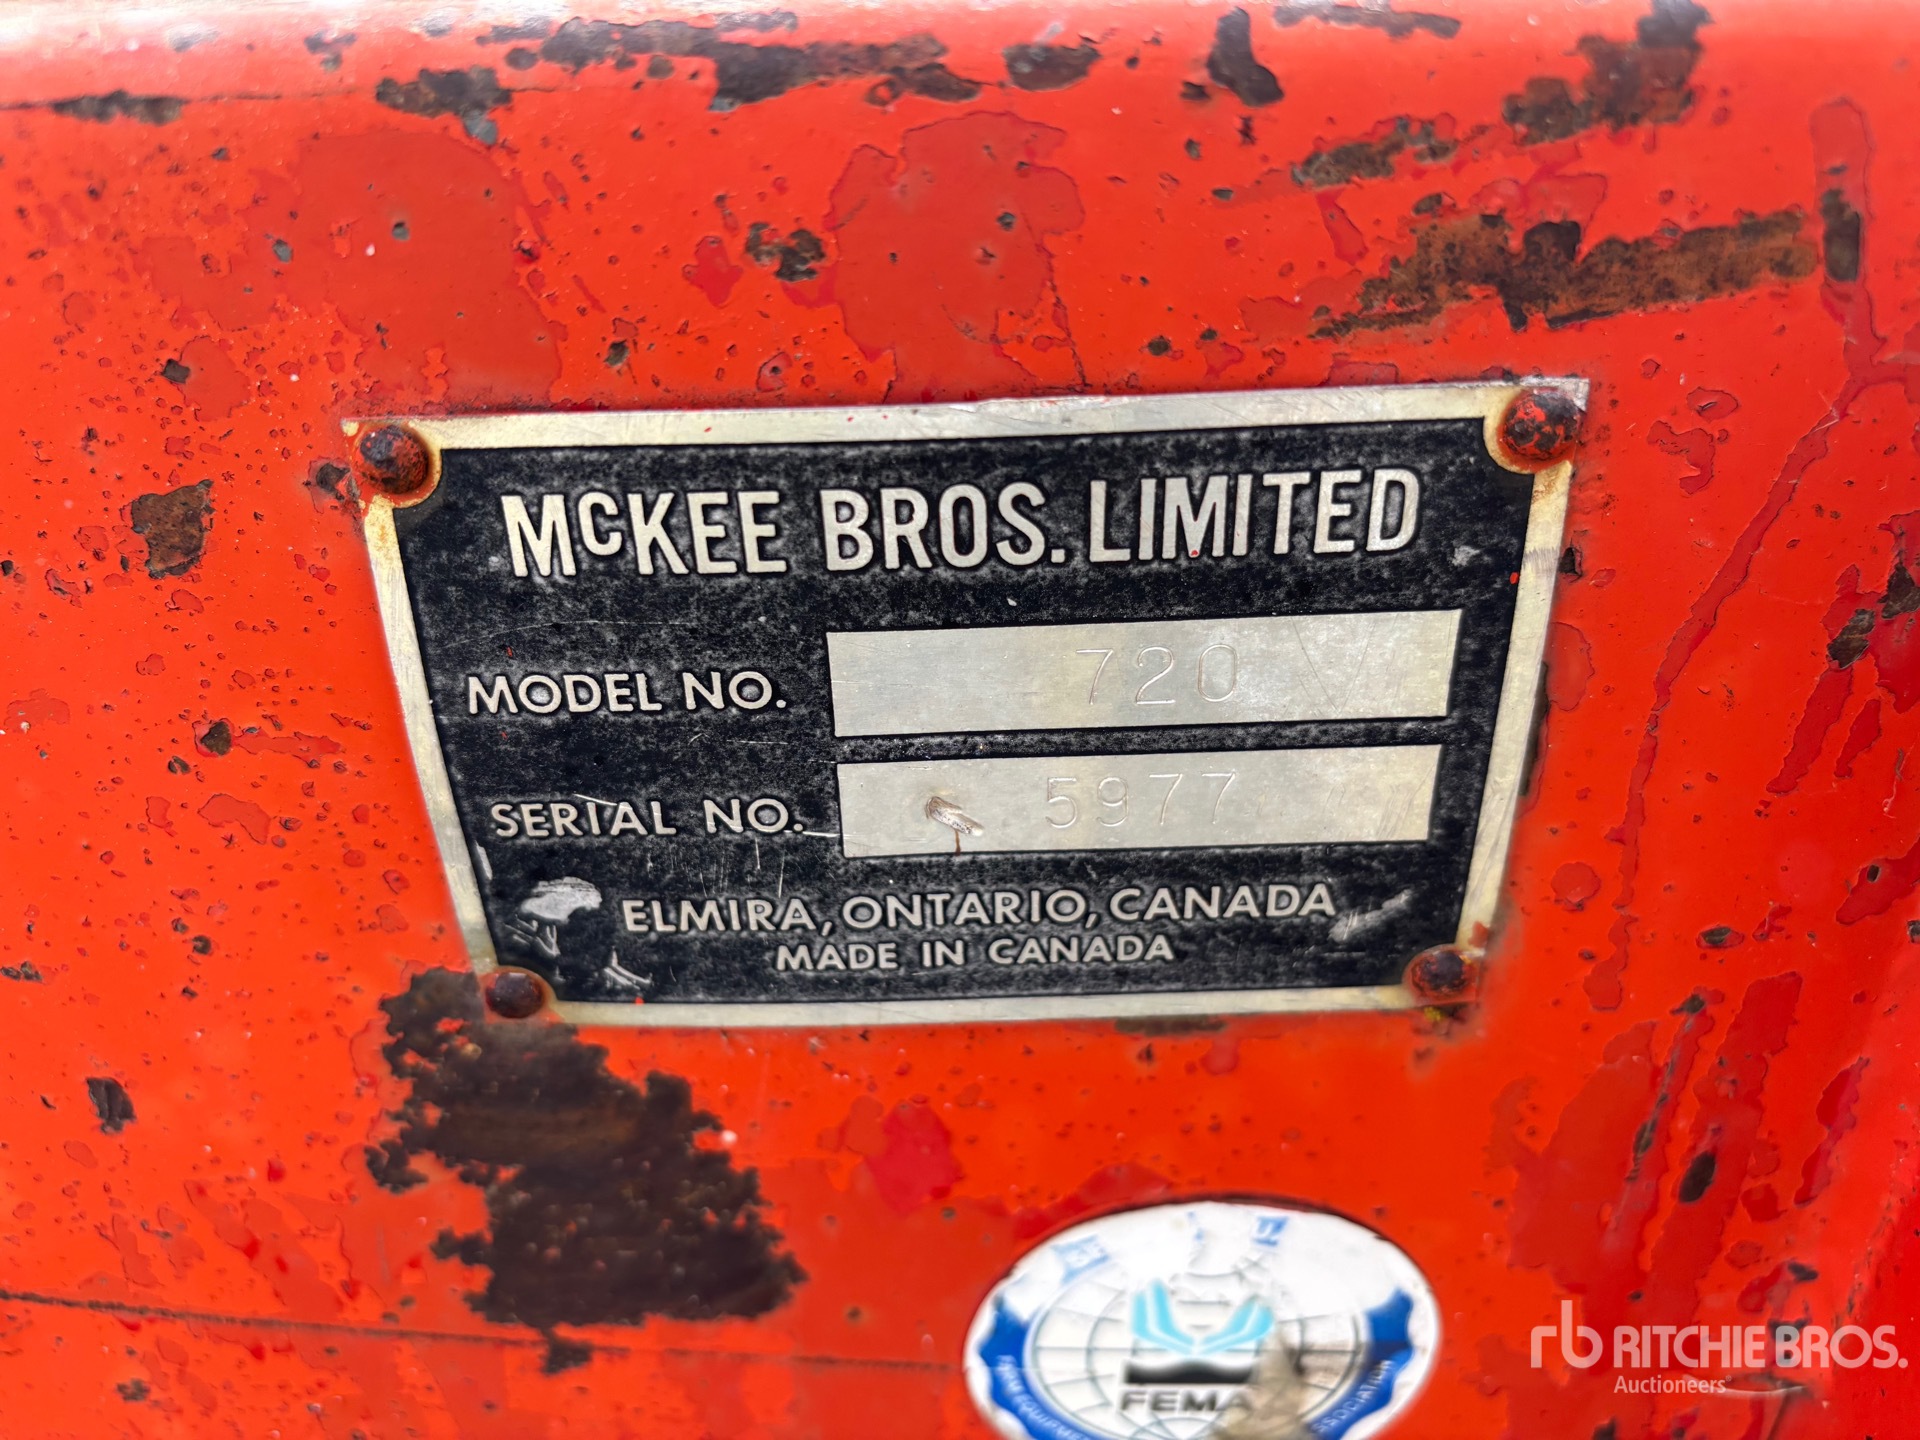 McKEE BROS. LIMITED
MODEL NO. 720
SERIAL NO. 5977
ELMIRA, ONTARIO, CANADA
MADE IN CANADA
FEMA
rb RITCHIE BROS.
Auctioneers